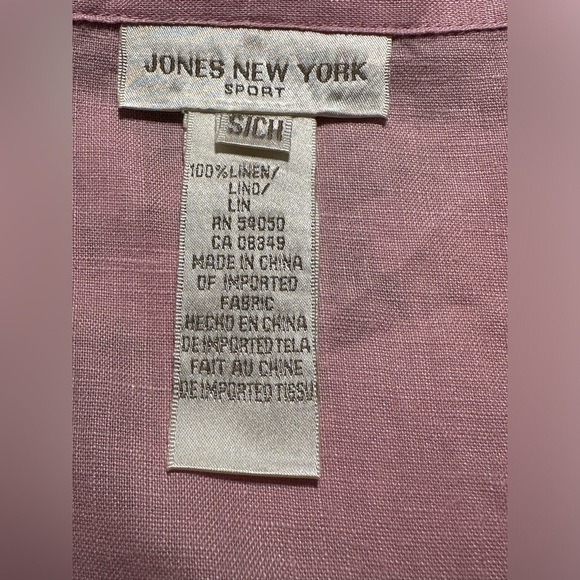 JONES NEW YORK
SPORT
S/CH
100% LINEN/
LINO/
LIN
RN 54050
CA 08349
MADE IN CHINA
OF IMPORTED
FABRIC
HECHO EN CHINA
DE IMPORTED TELA
FAIT AU CHINE
DE IMPORTED TISSU